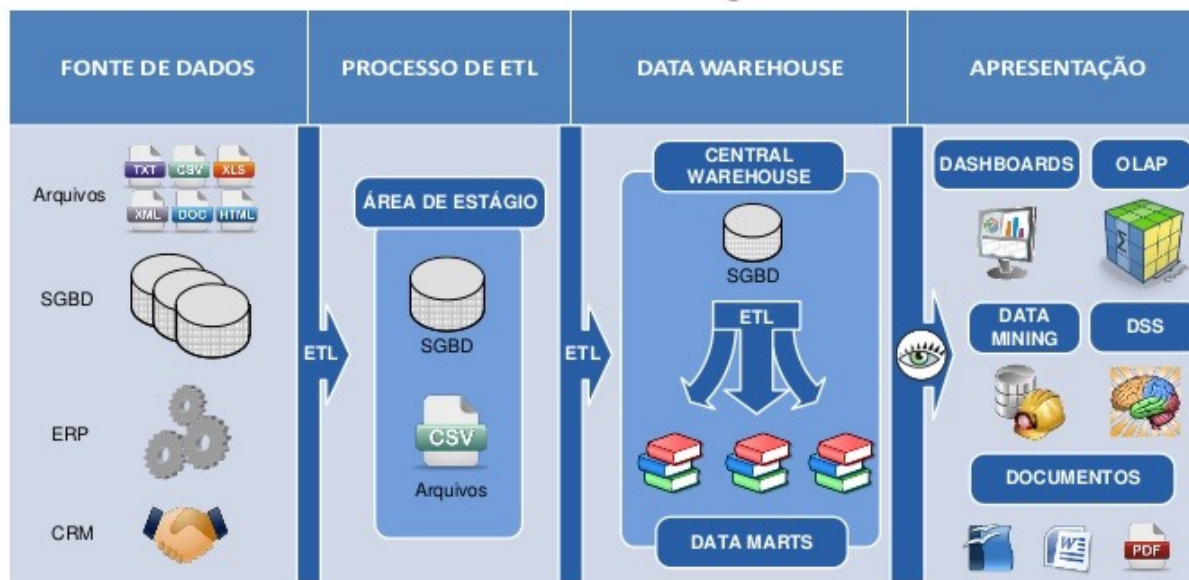 FONTE DE DADOS
PROCESSO DE ETL
DATA WAREHOUSE
APRESENTAÇÃO
Arquivos
TXT
CSV
XLS
XML
DOC
HTML
SGBD
ERP
CRM
ETL
ÁREA DE ESTÁGIO
SGBD
CSV
Arquivos
ETL
CENTRAL
WAREHOUSE
SGBD
ETL
DATA MARTS
DASHBOARDS
OLAP
Σ
DATA
MINING
DSS
DOCUMENTOS
W
PDF